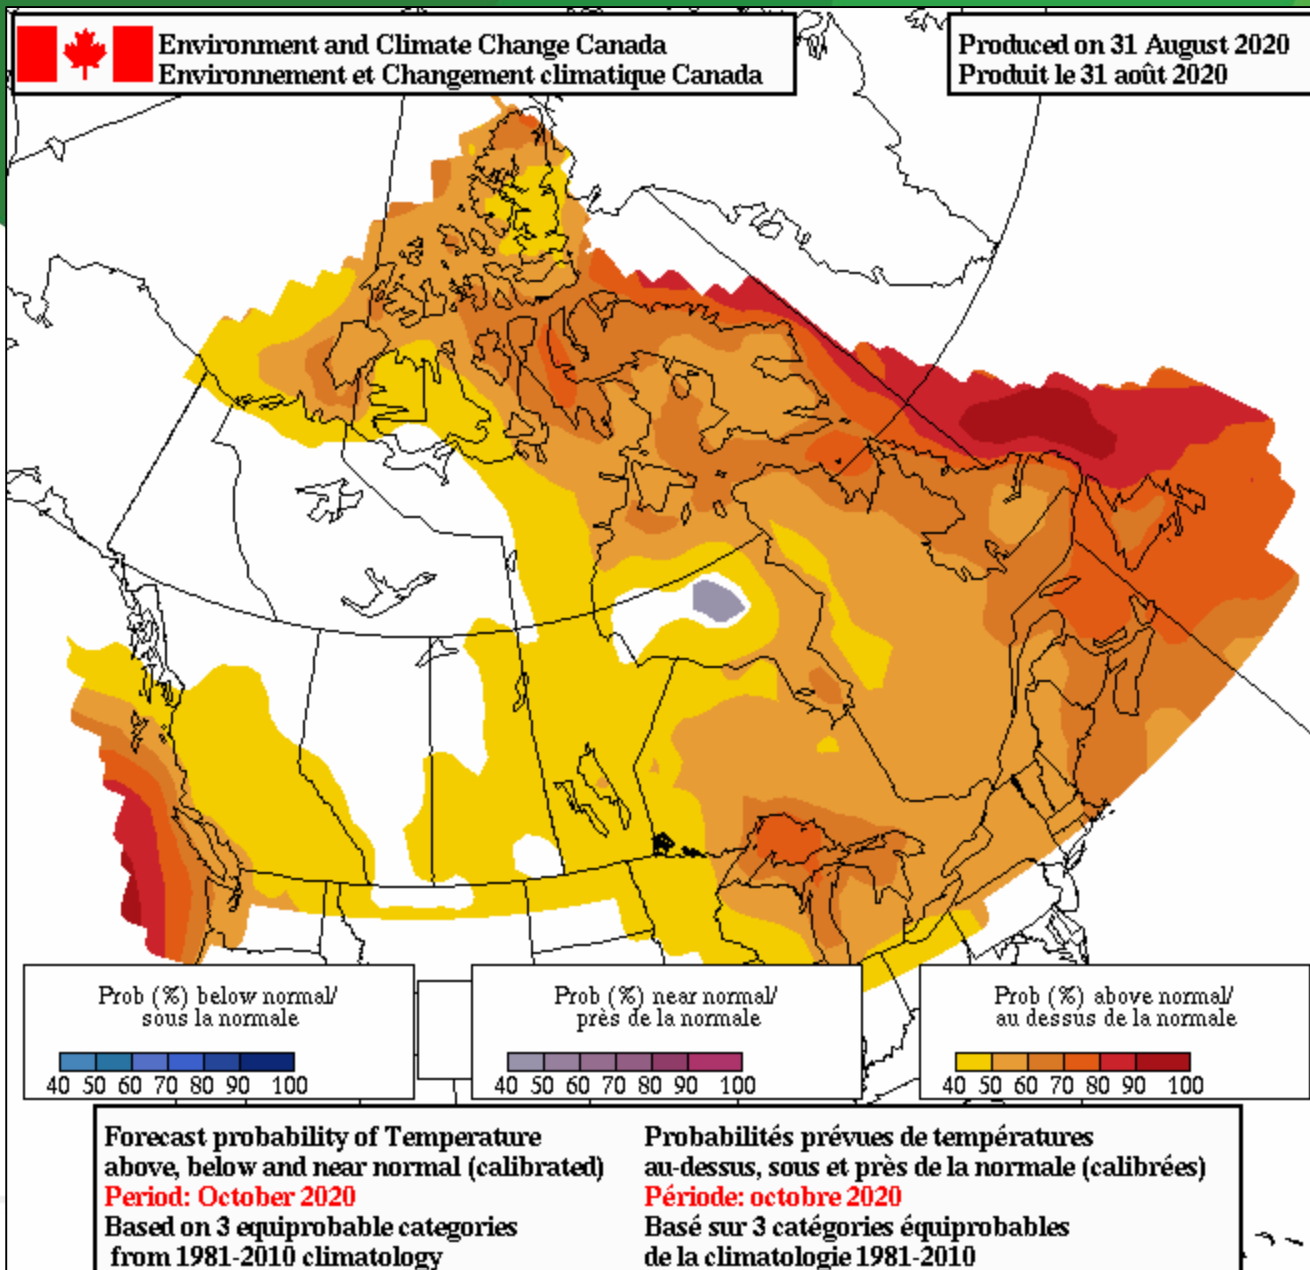 Environment and Climate Change Canada
Environnement et Changement climatique Canada
Produced on 31 August 2020
Produit le 31 août 2020
Prob (%) below normal/
sous la normale
40 50 60 70 80 90 100
Prob (%) near normal/
près de la normale
40 50 60 70 80 90 100
Prob (%) above normal/
au dessus de la normale
40 50 60 70 80 90 100
Forecast probability of Temperature
above, below and near normal (calibrated)
Period: October 2020
Based on 3 equiprobable categories
from 1981-2010 climatology
Probabilités prévues de températures
au-dessus, sous et près de la normale (calibrées)
Période: octobre 2020
Basé sur 3 catégories équiprobables
de la climatologie 1981-2010